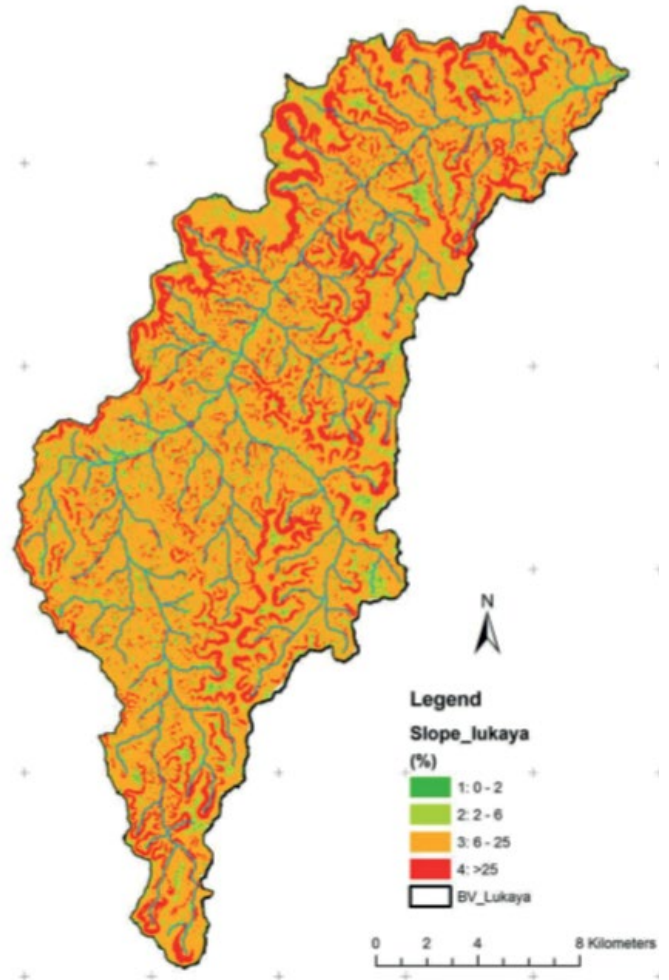 N
Legend
Slope_lukaya
(%)
1: 0 - 2
2: 2 - 6
3: 6 - 25
4: >25
BV_Lukaya
0 2 4 8 Kilometers